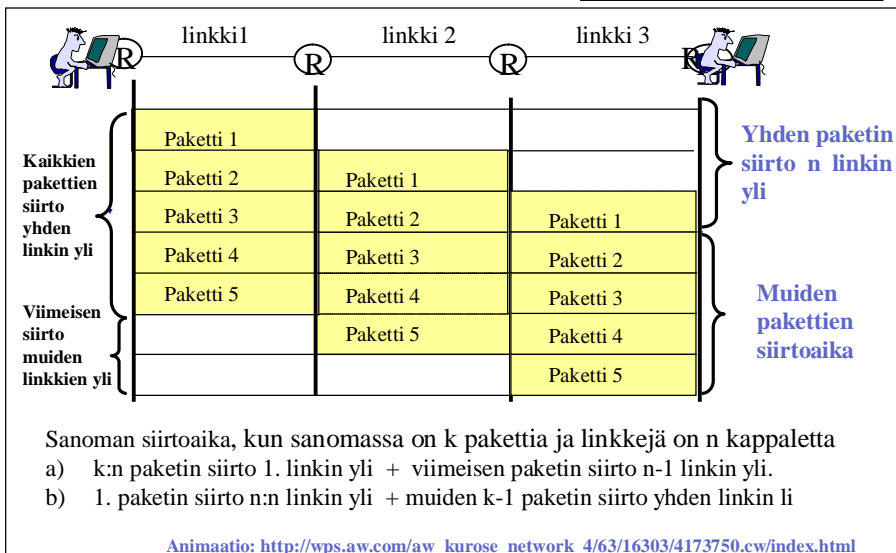 linkki1 linkki 2 linkki 3
R R R R
Paketti 1
Paketti 2 Paketti 1
Paketti 3 Paketti 2 Paketti 1
Paketti 4 Paketti 3 Paketti 2
Paketti 5 Paketti 4 Paketti 3
Paketti 5 Paketti 4
Paketti 5
Kaikkien
pakettien
siirto
yhden
linkin yli
Viimeisen
siirto
muiden
linkkien yli
Yhden paketin
siirto n linkin
yli
Muiden
pakettien
siirtoaika
Sanoman siirtoaika, kun sanomassa on k pakettia ja linkkejä on n kappaletta
a) k:n paketin siirto 1. linkin yli + viimeisen paketin siirto n-1 linkin yli.
b) 1. paketin siirto n:n linkin yli + muiden k-1 paketin siirto yhden linkin li
Animaatio: http://wps.aw.com/aw_kurose_network_4/63/16303/4173750.cw/index.html